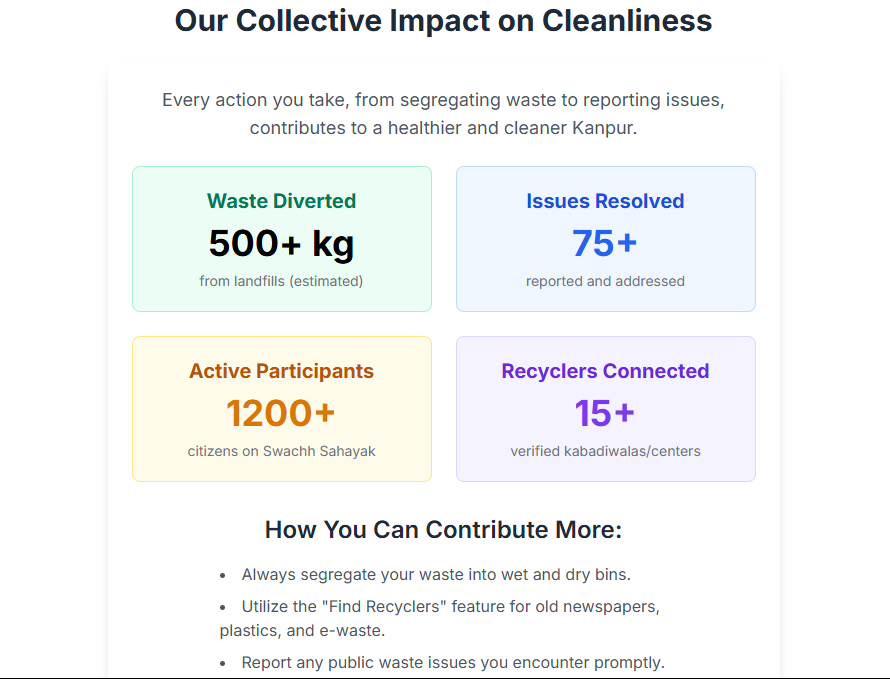 Our Collective Impact on Cleanliness
Every action you take, from segregating waste to reporting issues,
contributes to a healthier and cleaner Kanpur.
Waste Diverted
500+ kg
from landfills (estimated)
Issues Resolved
75+
reported and addressed
Active Participants
1200+
citizens on Swachh Sahayak
Recyclers Connected
15+
verified kabadiwalas/centers
How You Can Contribute More:
• Always segregate your waste into wet and dry bins.
• Utilize the "Find Recyclers" feature for old newspapers,
plastics, and e-waste.
• Report any public waste issues you encounter promptly.